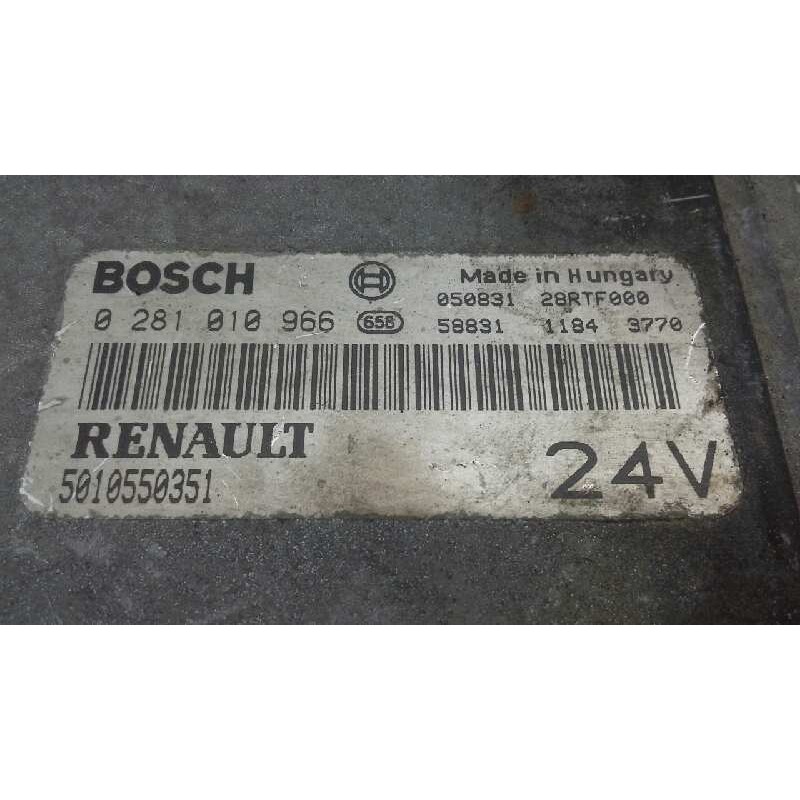 BOSCH Made in Hungary
050831 28RTF000
0 281 010 966 658 58831 1184 3770
RENAULT
5010550351 24V